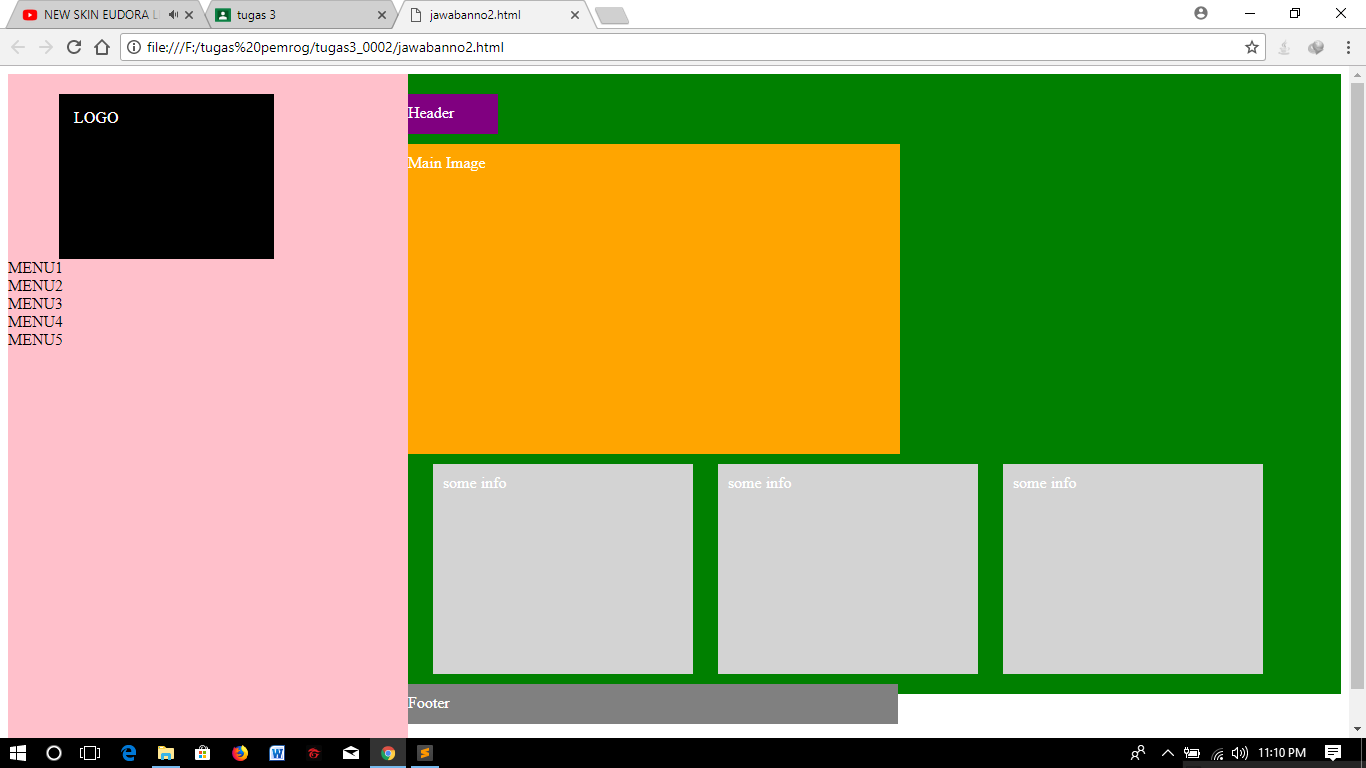 NEW SKIN EUDORA
tugas 3
jawabanno2.html
file:///F:/tugas%20pemrog/tugas3_0002/jawabanno2.html
LOGO
MENU1
MENU2
MENU3
MENU4
MENU5
Header
Main Image
some info
some info
some info
Footer
11:10 PM